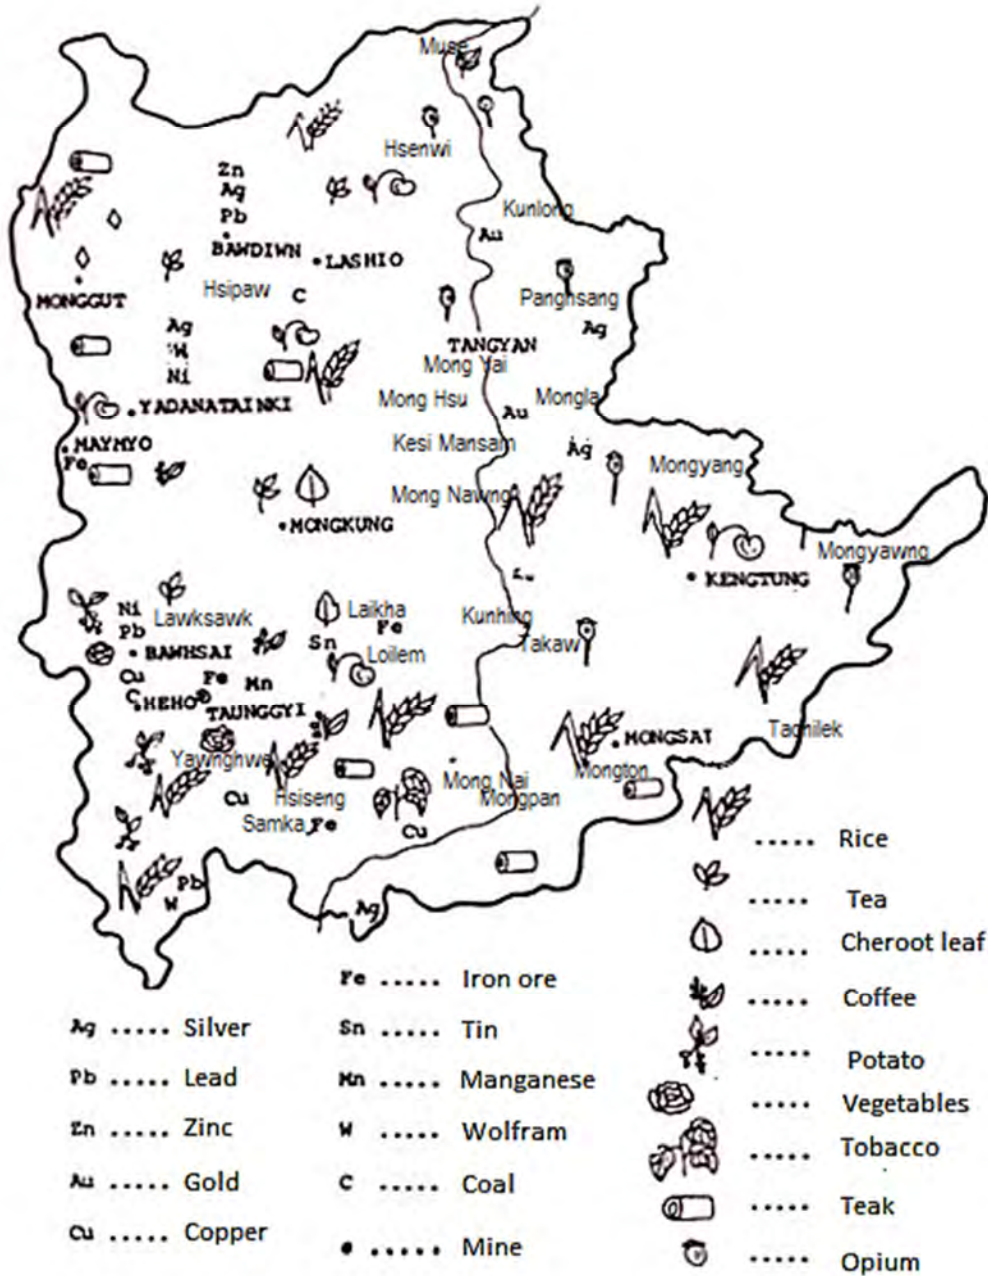 Muse
Hsenwi
Zn
Ag
Pb
BAWDIWN
LASHIO
Kunlong
Au
Hsipaw
C
MONGGUT
Panghsang
Ag
Ag
W
Ni
TANGYAN
Mong Yai
YADANATAINKI
Mong Hsu
Au
Mongla
MAYMYO
Fe
Kesi Mansam
Ag
Mongyang
Mong Nawng
MONGKUNG
KENGTUNG
Mongyawng
Ni
Pb
Lawksawk
Laikha
Fe
Kunhing
Takaw
BAWHSAI
Sn
Loilem
Cu
Fe
Mn
C
HEHO
TAUNGGYI
Yawnghwe
MONGSAT
Tachilek
Mongton
Mong Nai
Mongpan
Cu
Hsiseng
Samka
Fe
Cu
Pb
W
Ag
Rice
Tea
Cheroot leaf
Coffee
Potato
Vegetables
Tobacco
Teak
Opium
Fe ..... Iron ore
Ag ..... Silver
Sn ..... Tin
Pb ..... Lead
Mn ..... Manganese
Zn ..... Zinc
W ..... Wolfram
Au ..... Gold
C ..... Coal
Cu ..... Copper
..... Mine